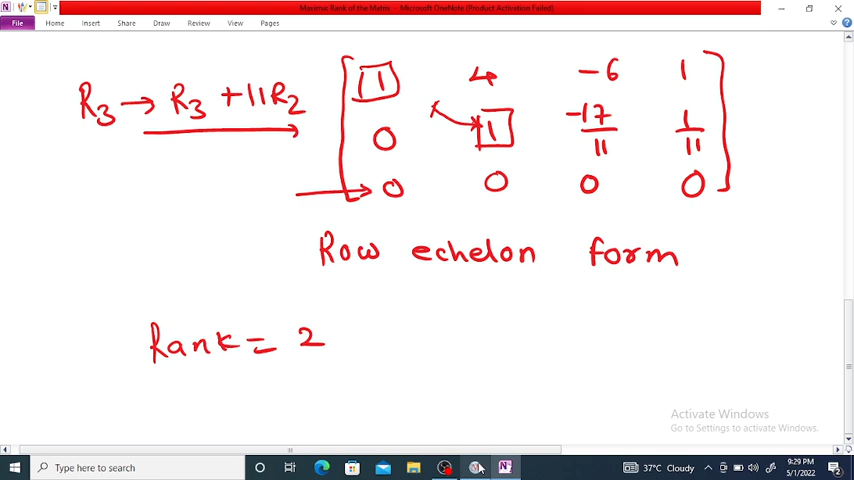 Maxima: Rank of the Matrix - Microsoft OneNote (Product Activation Failed)
File Home Insert Share Draw History Review View Pages
R3 → R3 + 11R2
1 4 -6 1
0 1 -17/11 1/11
0 0 0 0
Row echelon form
Rank = 2
Activate Windows
Go to Settings to activate Windows.
Type here to search
37°C Cloudy
9:29 PM
5/1/2022
2